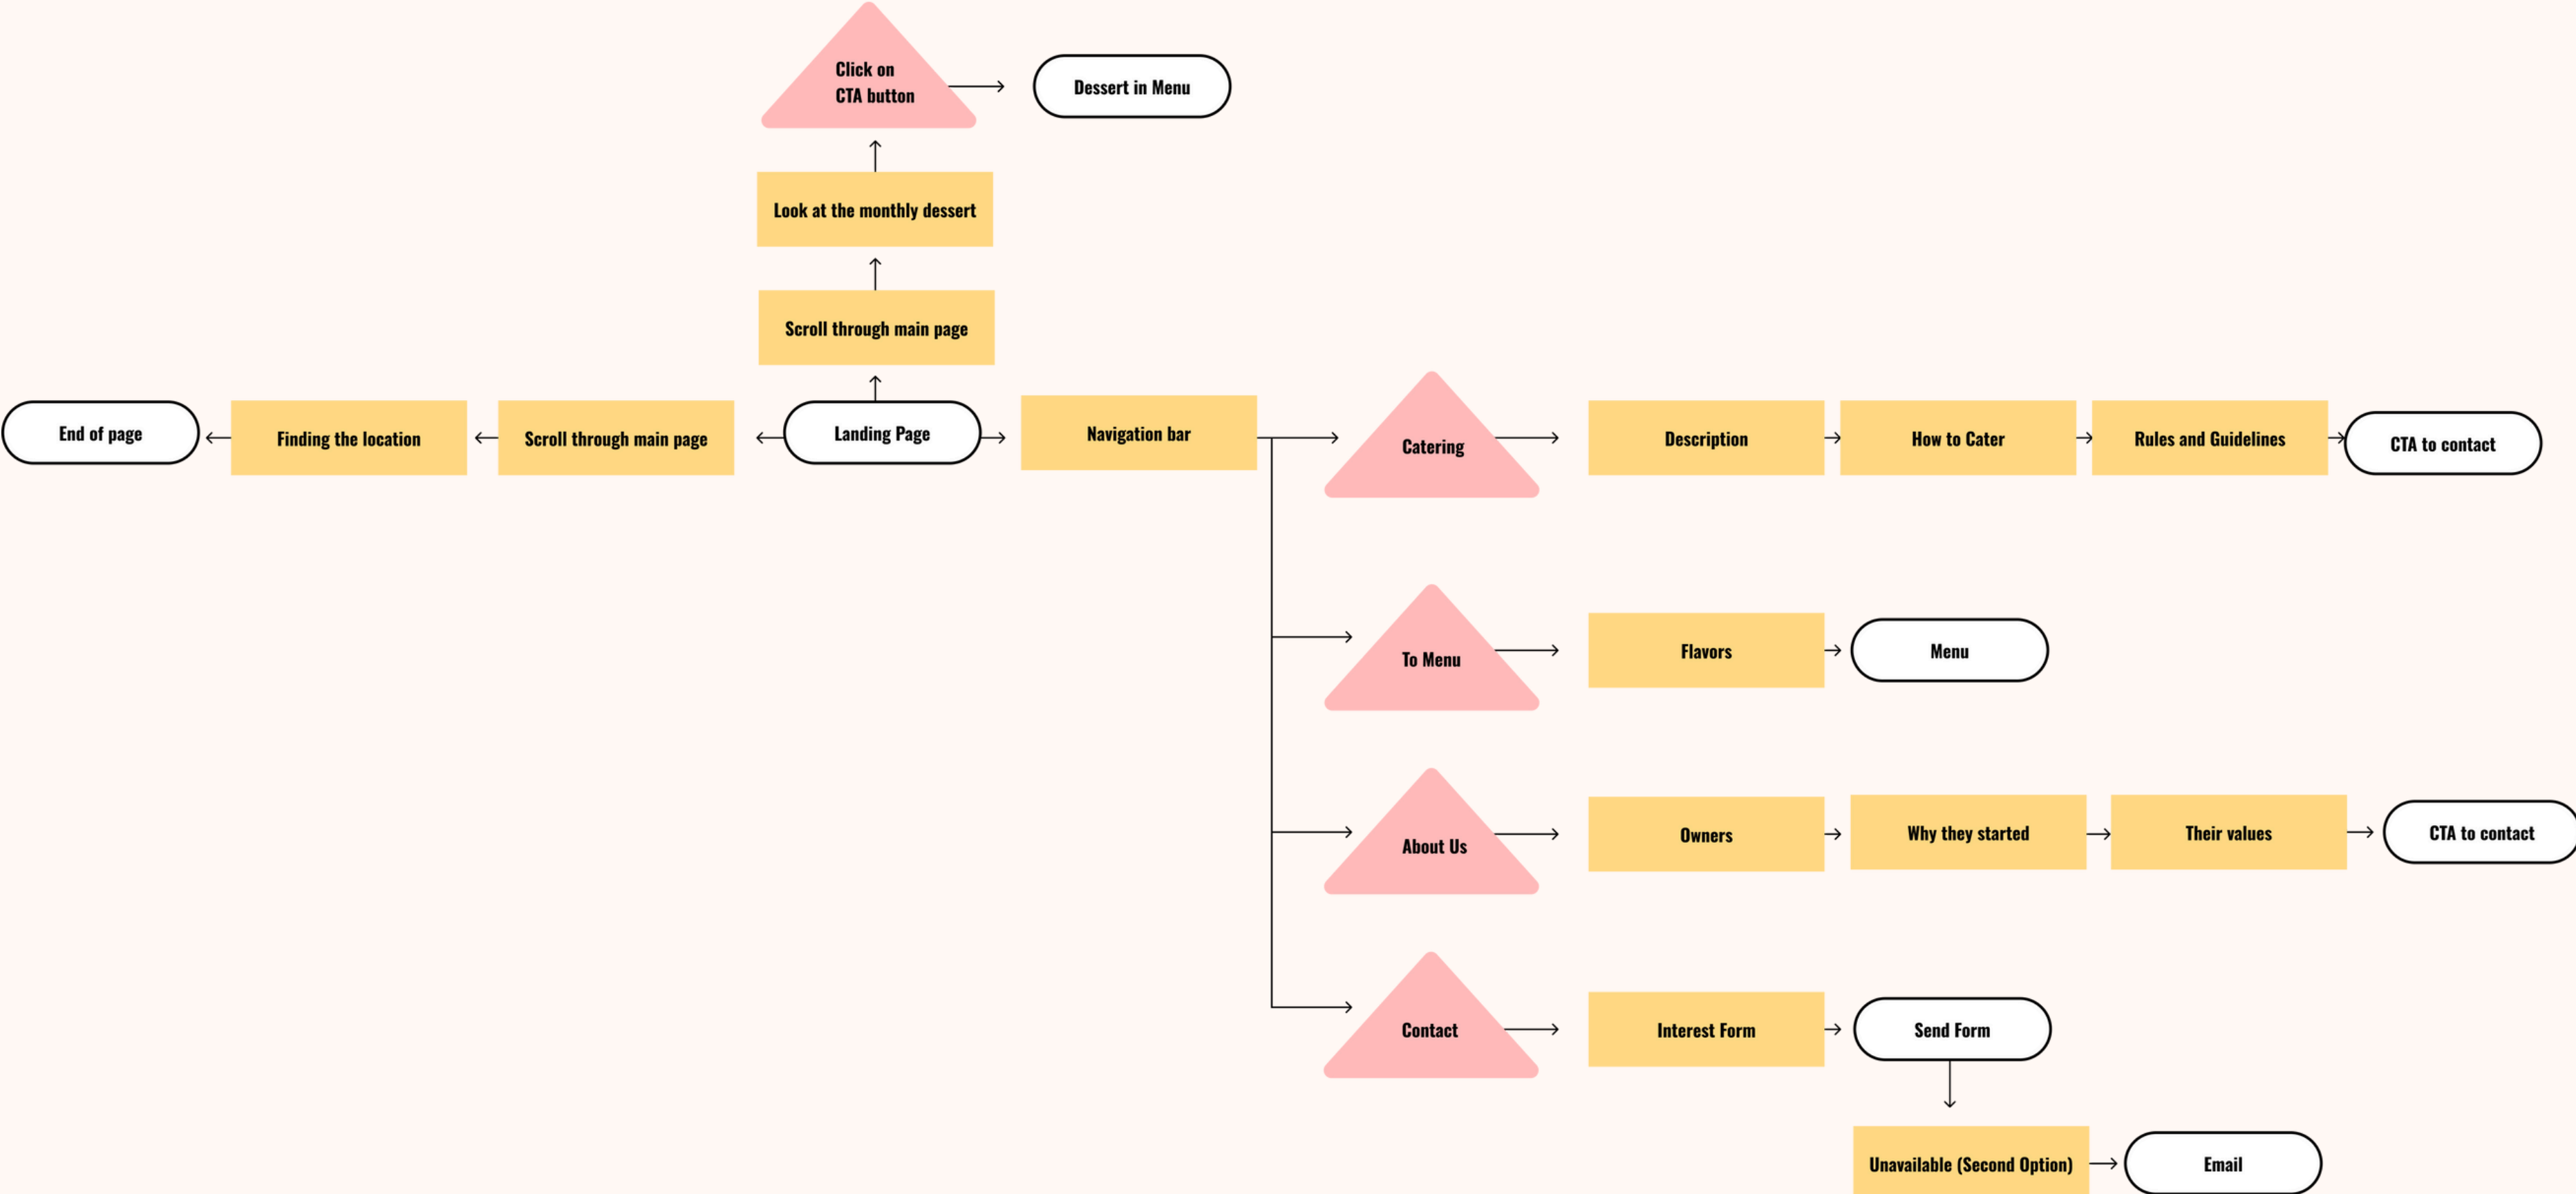 Click on
CTA button
Dessert in Menu
Look at the monthly dessert
Scroll through main page
End of page
Finding the location
Scroll through main page
Landing Page
Navigation bar
Catering
Description
How to Cater
Rules and Guidelines
CTA to contact
To Menu
Flavors
Menu
About Us
Owners
Why they started
Their values
CTA to contact
Contact
Interest Form
Send Form
Unavailable (Second Option)
Email